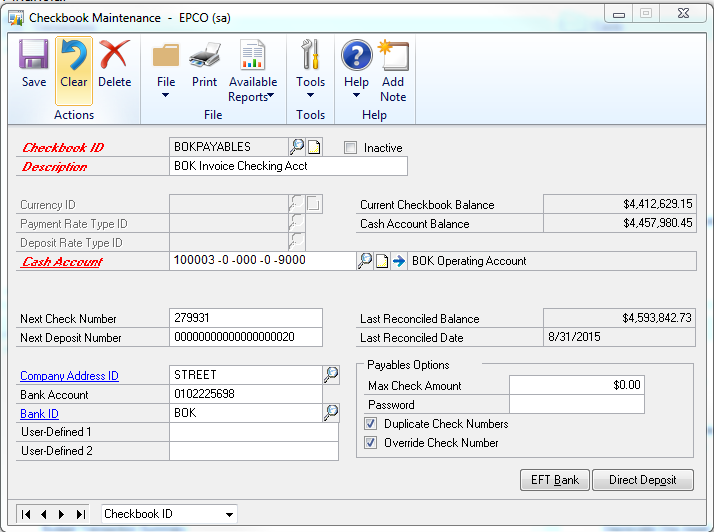 Checkbook Maintenance - EPCO (sa)
Save Clear Delete File Print Available Reports Tools Help Add Note
Actions File Tools Help
Checkbook ID BOKPAYABLES Inactive
Description BOK Invoice Checking Acct
Currency ID Current Checkbook Balance $4,412,629.15
Payment Rate Type ID Cash Account Balance $4,457,980.45
Deposit Rate Type ID
Cash Account 100003 -0 -000 -0 -9000 BOK Operating Account
Next Check Number 279931 Last Reconciled Balance $4,593,842.73
Next Deposit Number 00000000000000000020 Last Reconciled Date 8/31/2015
Payables Options
Company Address ID STREET Max Check Amount $0.00
Bank Account 0102225698 Password
Bank ID BOK Duplicate Check Numbers
User-Defined 1 Override Check Number
User-Defined 2
EFT Bank Direct Deposit
Checkbook ID